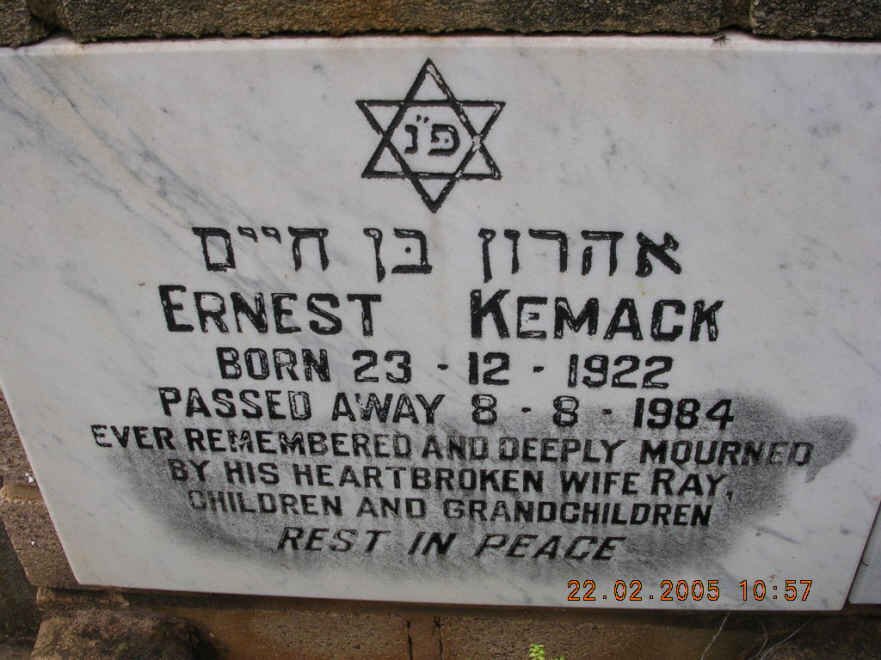 פ"נ
אהרון בן חיים
ERNEST KEMACK
BORN 23 - 12 - 1922
PASSED AWAY 8 - 8 - 1984
EVER REMEMBERED AND DEEPLY MOURNED
BY HIS HEARTBROKEN WIFE RAY,
CHILDREN AND GRANDCHILDREN
REST IN PEACE
22.02.2005 10:57